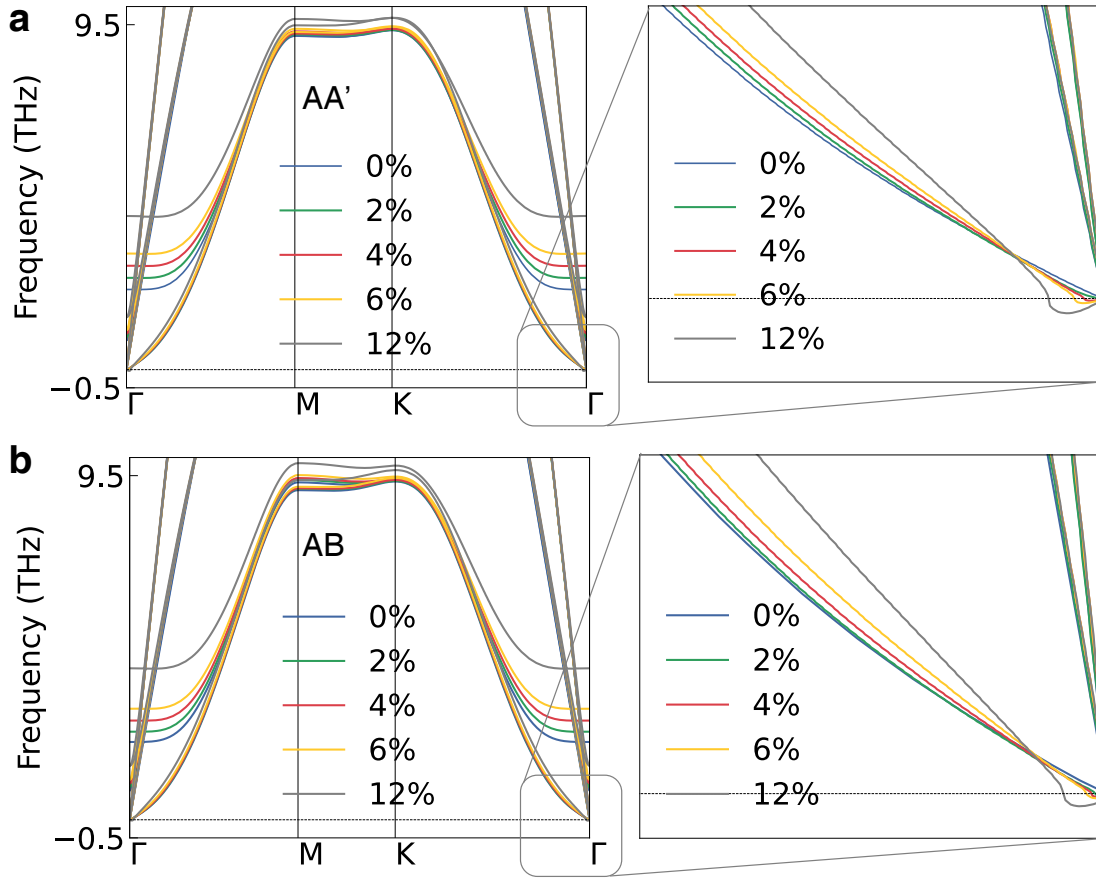 a
9.5
Frequency (THz)
−0.5
AA'
0%
2%
4%
6%
12%
Γ
M
K
Γ
0%
2%
4%
6%
12%
b
9.5
Frequency (THz)
−0.5
AB
0%
2%
4%
6%
12%
Γ
M
K
Γ
0%
2%
4%
6%
12%